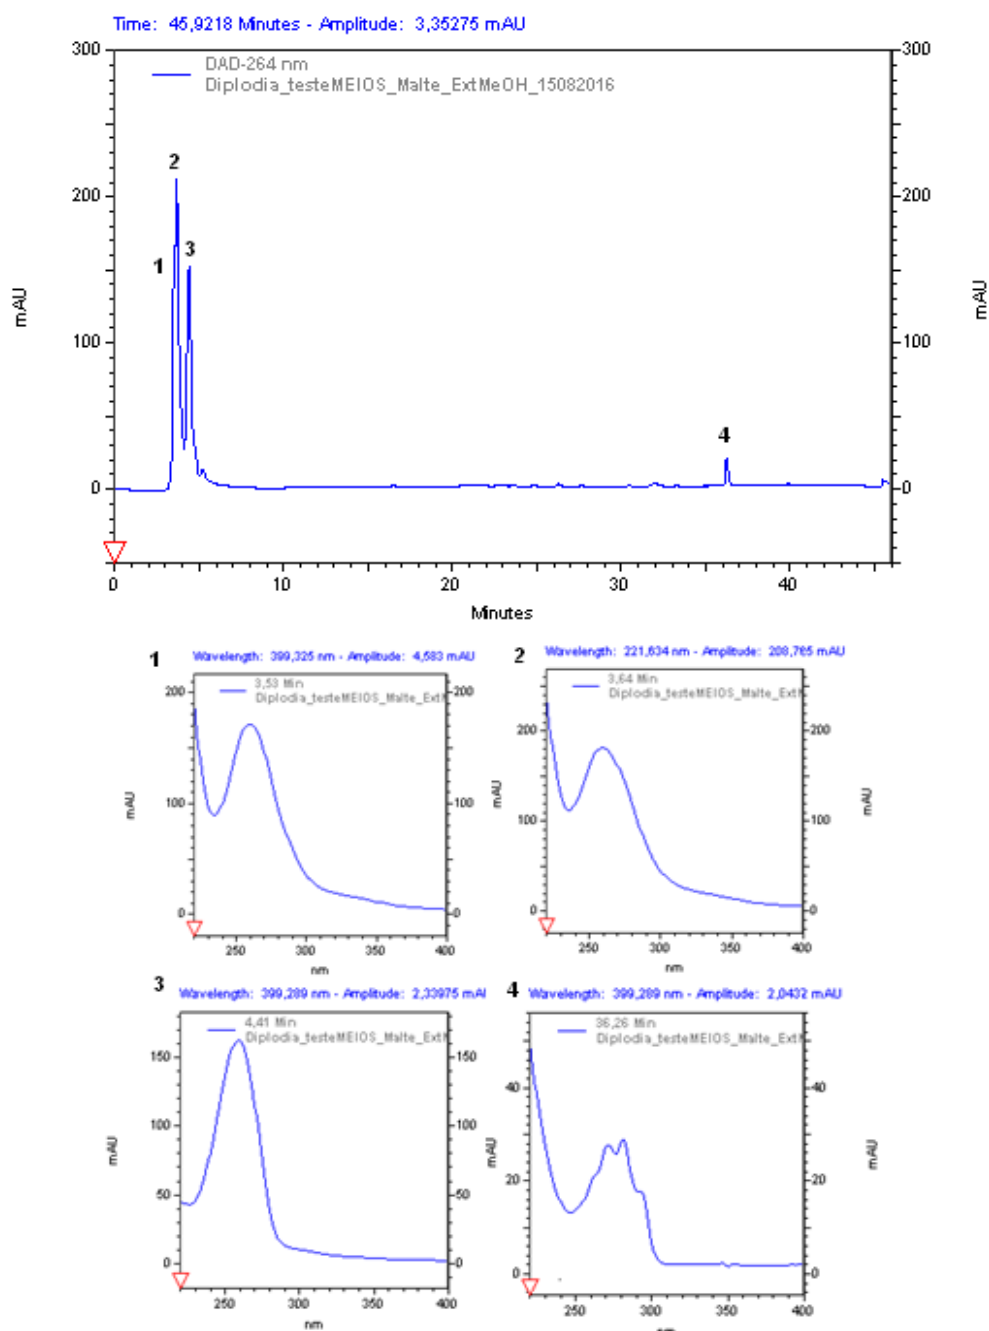 Time: 45,9218 Minutes - Amplitude: 3,35275 mAU
300
300
DAD-264 nm
Diplodia_testeMEIOS_Malte_ExtMeOH_15082016
2
200
200
3
1
mAU
mAU
100
100
4
0
0
0
10
20
30
40
Minutes
1
Wavelength: 399,325 nm - Amplitude: 4,583 mAU
200
200
3,53 Min
Diplodia_testeMEIOS_Malte_Ext
mAU
mAU
100
100
0
0
250
300
350
400
nm
2
Wavelength: 221,634 nm - Amplitude: 208,765 mAU
3,64 Min
Diplodia_testeMEIOS_Malte_Ext
200
200
mAU
mAU
100
100
0
0
250
300
350
400
nm
3
Wavelength: 399,289 nm - Amplitude: 2,33975 mAU
4,41 Min
Diplodia_testeMEIOS_Malte_Ext
150
150
100
100
mAU
mAU
50
50
0
0
250
300
350
400
nm
4
Wavelength: 399,289 nm - Amplitude: 2,0432 mAU
36,26 Min
Diplodia_testeMEIOS_Malte_Ext
40
40
mAU
mAU
20
20
0
0
250
300
350
400
nm